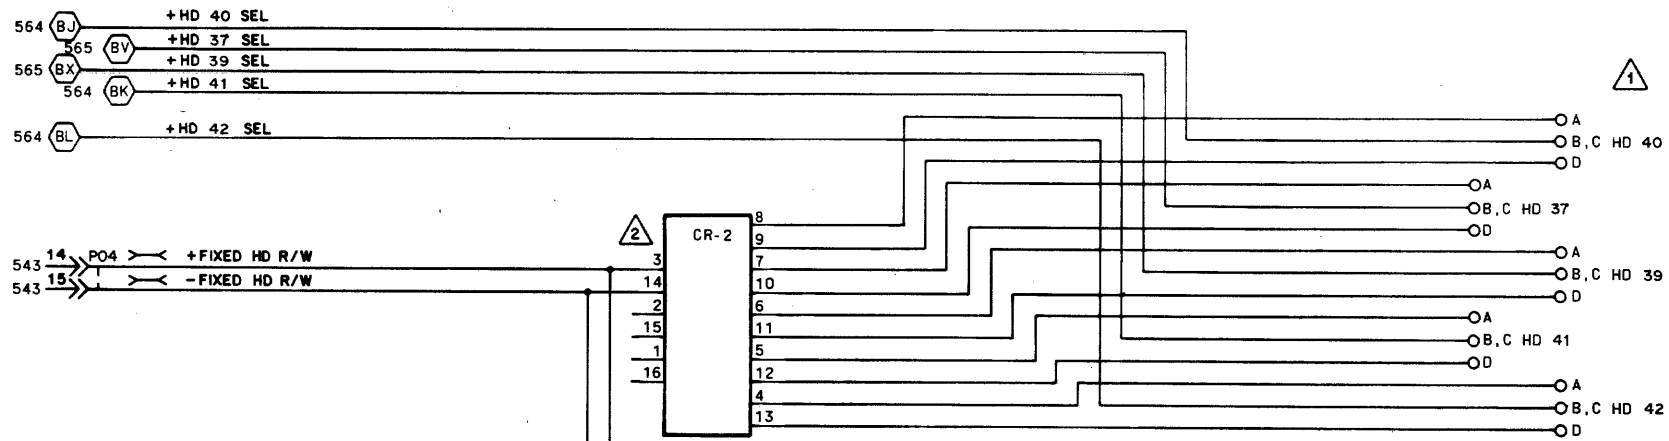 564 BJ +HD 40 SEL
565 BV +HD 37 SEL
565 BX +HD 39 SEL
564 BK +HD 41 SEL
564 BL +HD 42 SEL
1
A
B,C HD 40
D
A
B,C HD 37
D
A
B,C HD 39
D
A
B,C HD 41
D
A
B,C HD 42
D
2
CR-2
543 14 P04 +FIXED HD R/W
543 15 -FIXED HD R/W
3
14
2
15
1
16
8
9
7
10
6
11
5
12
4
13